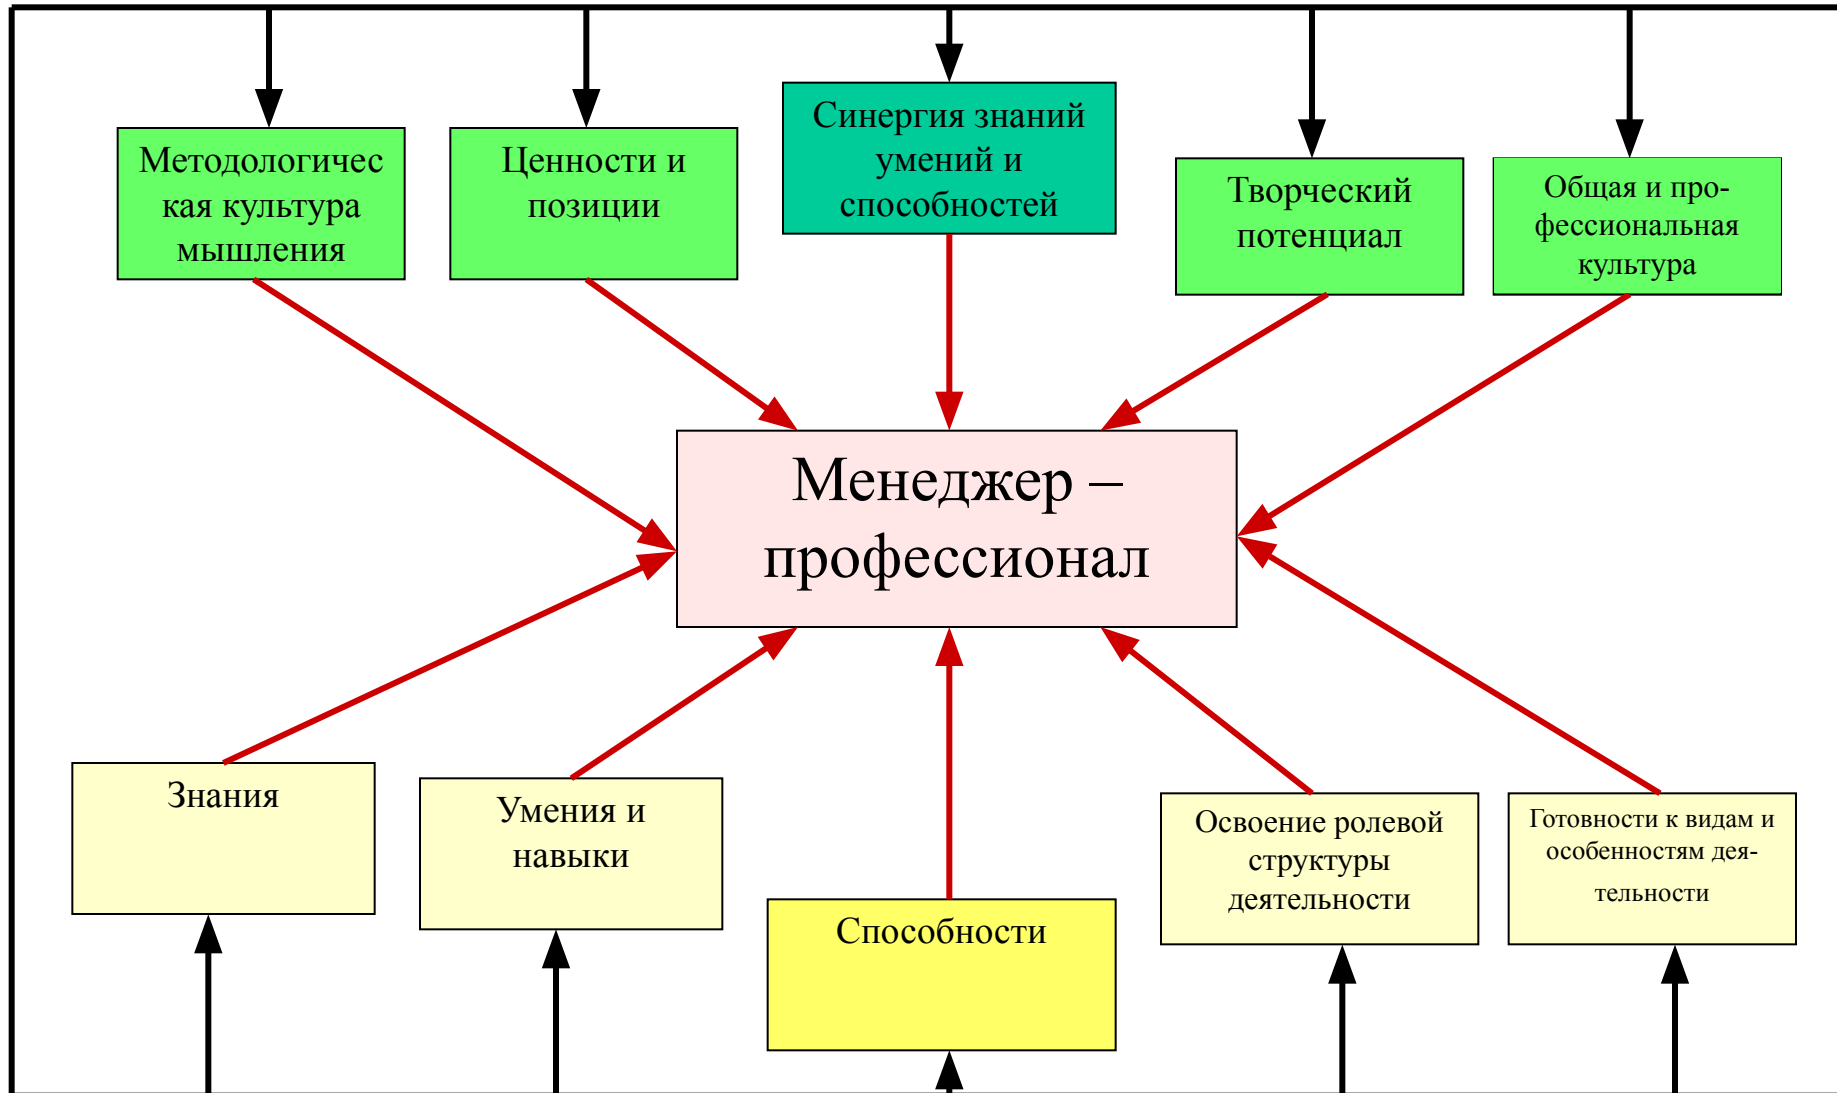 Методологичес
кая культура
мышления
Ценности и
позиции
Синергия знаний
умений и
способностей
Творческий
потенциал
Общая и про-
фессиональная
культура
Менеджер –
профессионал
Знания
Умения и
навыки
Способности
Освоение ролевой
структуры
деятельности
Готовности к видам и
особенностям дея-
тельности